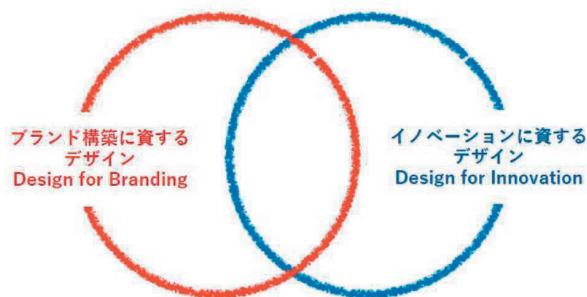 ブランド構築に資する
デザイン
Design for Branding
イノベーションに資する
デザイン
Design for Innovation